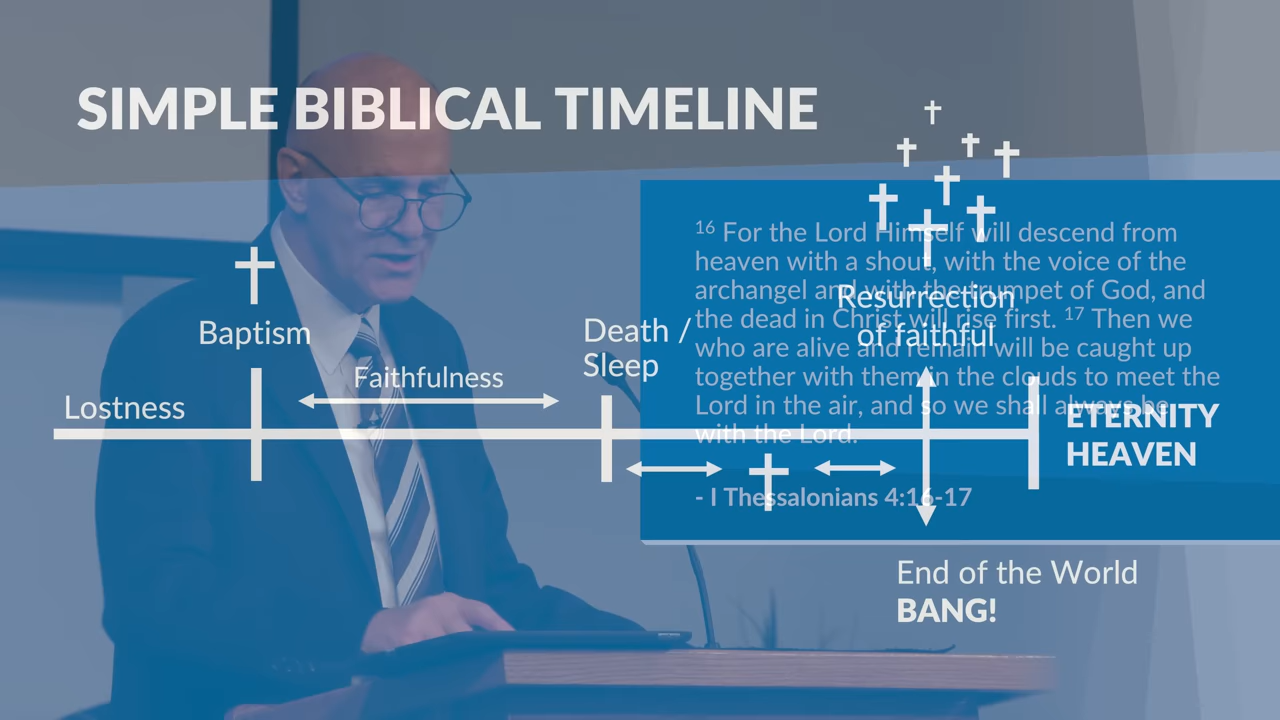 SIMPLE BIBLICAL TIMELINE
16 For the Lord Himself will descend from
heaven with a shout, with the voice of the
archangel and with the trumpet of God, and
the dead in Christ will rise first. 17 Then we
who are alive and remain will be caught up
together with them in the clouds to meet the
Lord in the air, and so we shall always be
with the Lord.
- I Thessalonians 4:16-17
Lostness
Baptism
Faithfulness
Death /
Sleep
Resurrection
of faithful
ETERNITY
HEAVEN
End of the World
BANG!